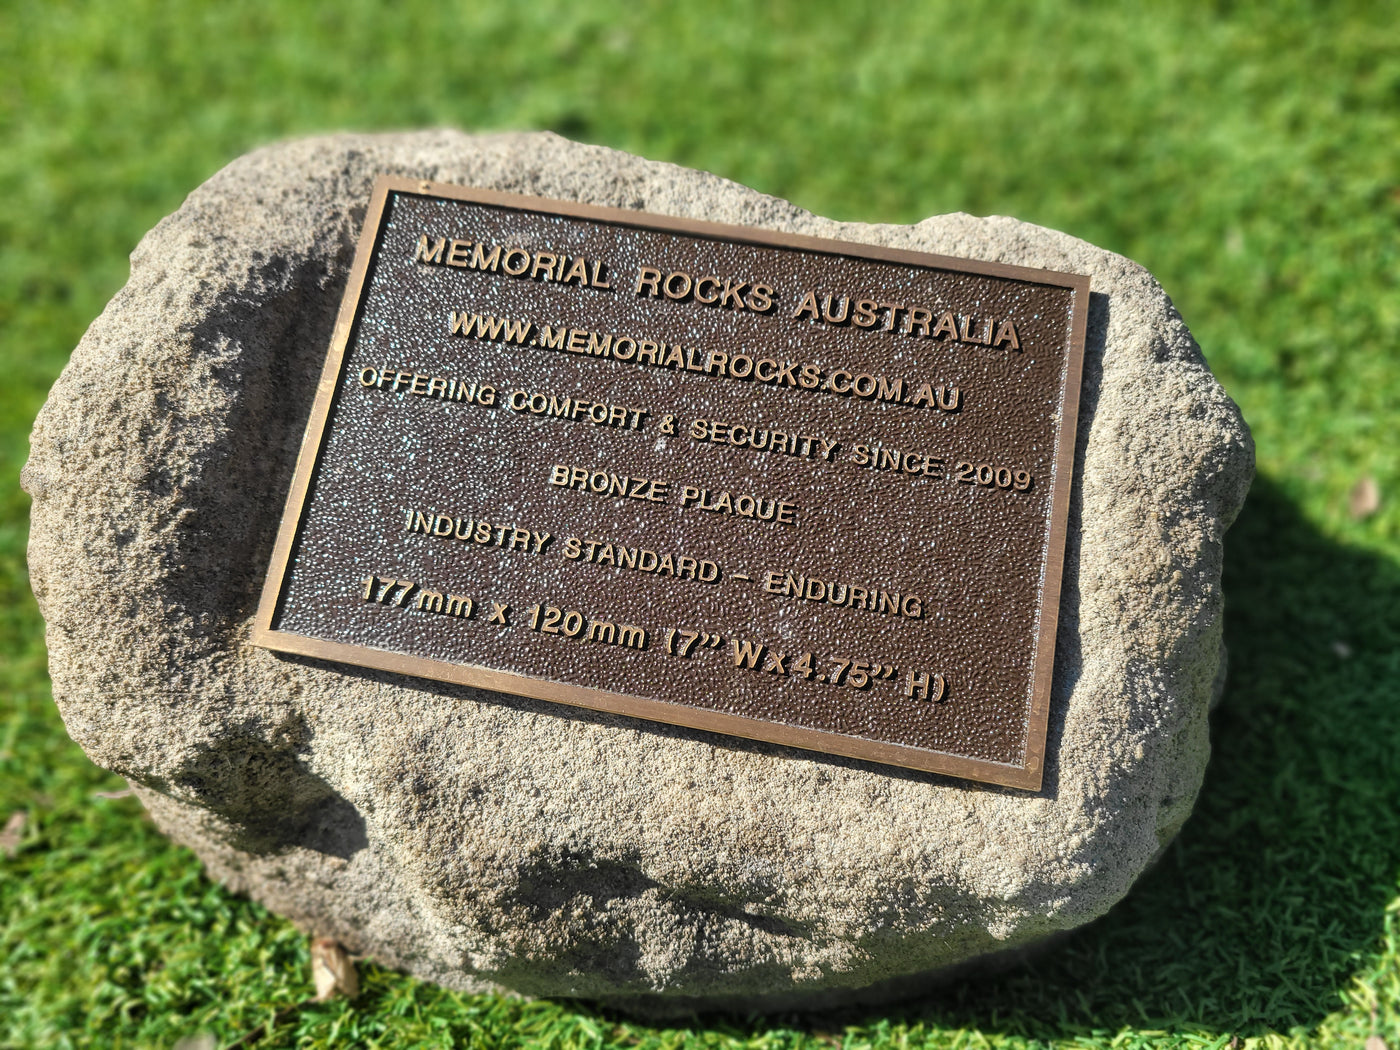 MEMORIAL ROCKS AUSTRALIA
WWW.MEMORIALROCKS.COM.AU
OFFERING COMFORT & SECURITY SINCE 2009
BRONZE PLAQUE
INDUSTRY STANDARD – ENDURING
177mm x 120mm (7” W x 4.75” H)